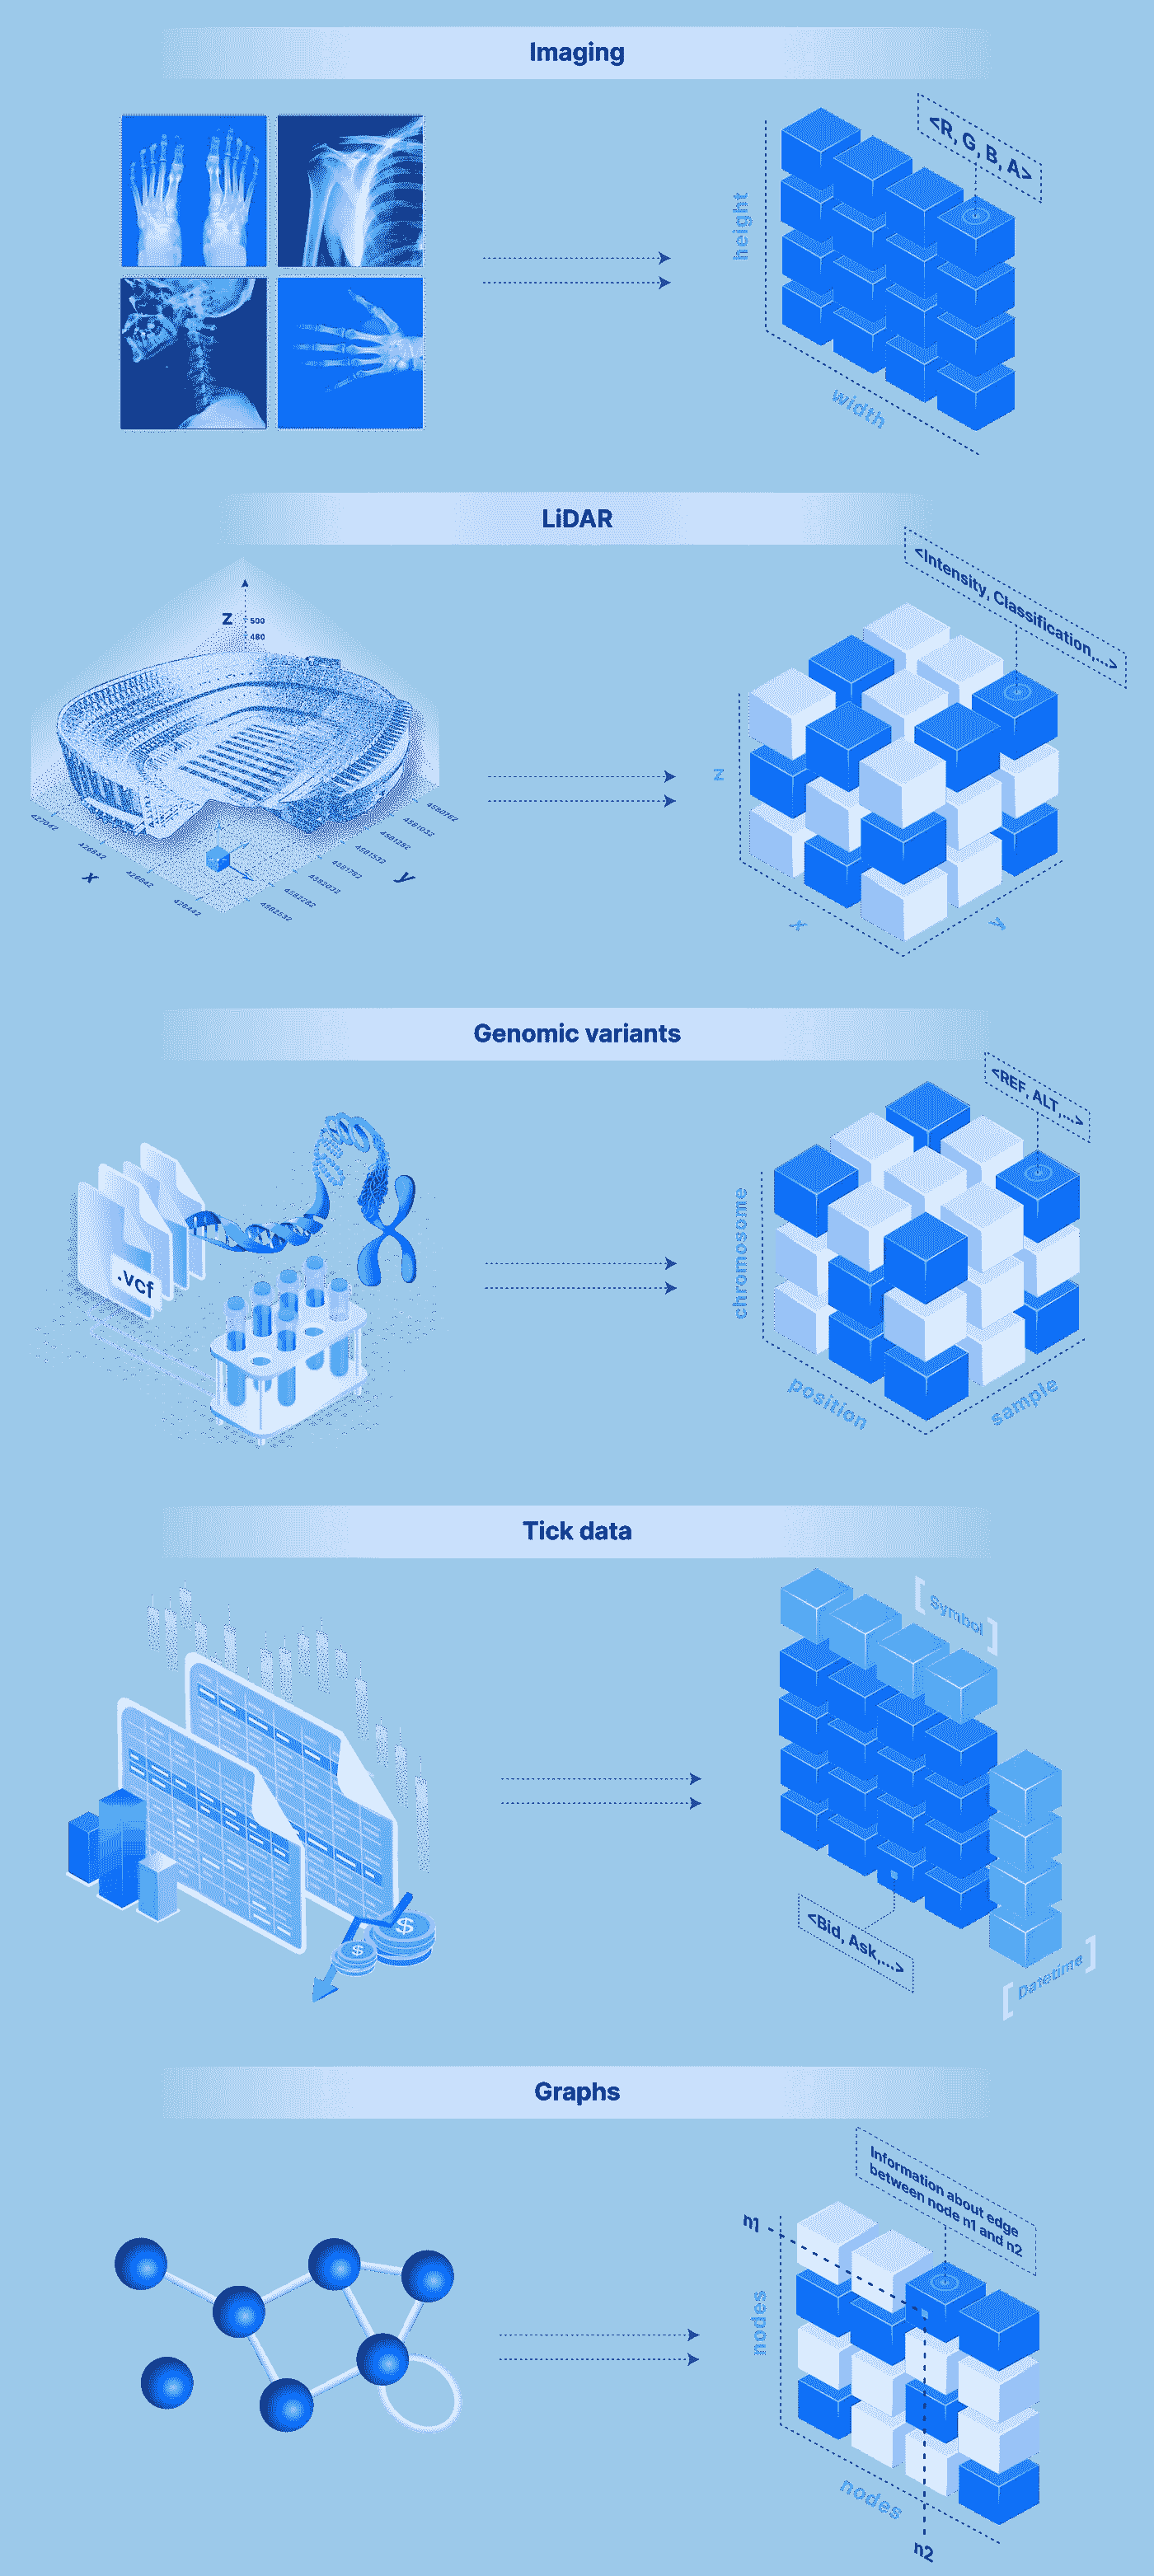 Imaging
<R, G, B, A>
height
width
LiDAR
<Intensity, Classification,...>
z
500
480
z
427042
426842
426642
426442
x
4580782
4581032
4581282
4581532
4581782
4582032
4582282
4582532
y
x
y
Genomic variants
<REF, ALT,...>
.vcf
chromosome
position
sample
Tick data
[Symbol]
$
$
<Bid, Ask,...>
[Datetime]
Graphs
Information about edge
between node n1 and n2
n1
nodes
nodes
n2